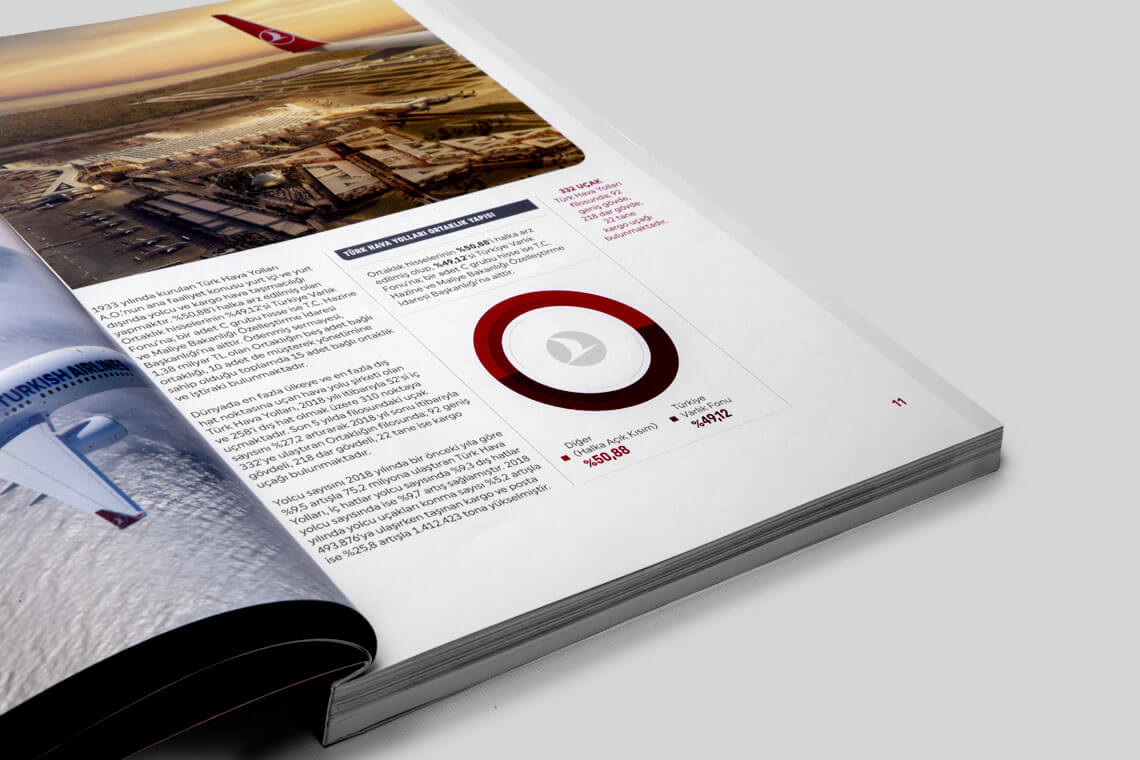 TURKISH AIRLINES
1933 yılında kurulan Türk Hava Yolları
A.O.'nun ana faaliyet konusu yurt içi ve yurt
dışında yolcu ve kargo hava taşımacılığı
yapmaktır. %50,88'i halka arz edilmiş olan
Ortaklık hisselerinin %49,12'si Türkiye Varlık
Fonu'na; bir adet C grubu hisse ise T.C. Hazine
ve Maliye Bakanlığı Özelleştirme İdaresi
Başkanlığı'na aittir. Ödenmiş sermayesi,
1,38 milyar TL olan Ortaklığın beş adet bağlı
ortaklığı, 10 adet de müşterek yönetimine
sahip olduğu toplamda 15 adet bağlı ortaklık
ve iştiraki bulunmaktadır.
Dünyada en fazla ülkeye ve en fazla dış
hat noktasına uçan hava yolu şirketi olan
Türk Hava Yolları, 2018 yılı itibarıyla 52'si iç
ve 258'i dış hat olmak üzere 310 noktaya
uçmaktadır. Son 5 yılda filosundaki uçak
sayısını %27,2 artırarak 2018 yıl sonu itibarıyla
332'ye ulaştıran Ortaklığın filosunda; 92 geniş
gövdeli, 218 dar gövdeli, 22 tane ise kargo
uçağı bulunmaktadır.
Yolcu sayısını 2018 yılında bir önceki yıla göre
%9,5 artışla 75,2 milyona ulaştıran Türk Hava
Yolları, iç hatlar yolcu sayısında %9,3 dış hatlar
yolcu sayısında ise %9,7 artış sağlamıştır. 2018
yılında yolcu uçakları konma sayısı %5,2 artışla
493.876'ya ulaşırken taşınan kargo ve posta
ise %25,8 artışla 1.412.423 tona yükselmiştir.
TÜRK HAVA YOLLARI ORTAKLIK YAPISI
Ortaklık hisselerinin %50,88'i halka arz
edilmiş olup, %49,12'si Türkiye Varlık
Fonu'na; bir adet C grubu hisse ise T.C.
Hazine ve Maliye Bakanlığı Özelleştirme
İdaresi Başkanlığı'na aittir.
Diğer
(Halka Açık Kısım)
%50,88
Türkiye
Varlık Fonu
%49,12
332 UÇAK
Türk Hava Yolları
filosunda; 92
geniş gövde,
218 dar gövde,
22 tane
kargo uçağı
bulunmaktadır.
11